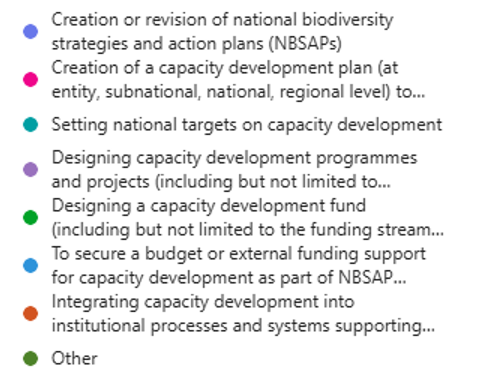 Creation or revision of national biodiversity
strategies and action plans (NBSAPs)
Creation of a capacity development plan (at
entity, subnational, national, regional level) to...
Setting national targets on capacity development
Designing capacity development programmes
and projects (including but not limited to...
Designing a capacity development fund
(including but not limited to the funding stream...
To secure a budget or external funding support
for capacity development as part of NBSAP...
Integrating capacity development into
institutional processes and systems supporting...
Other